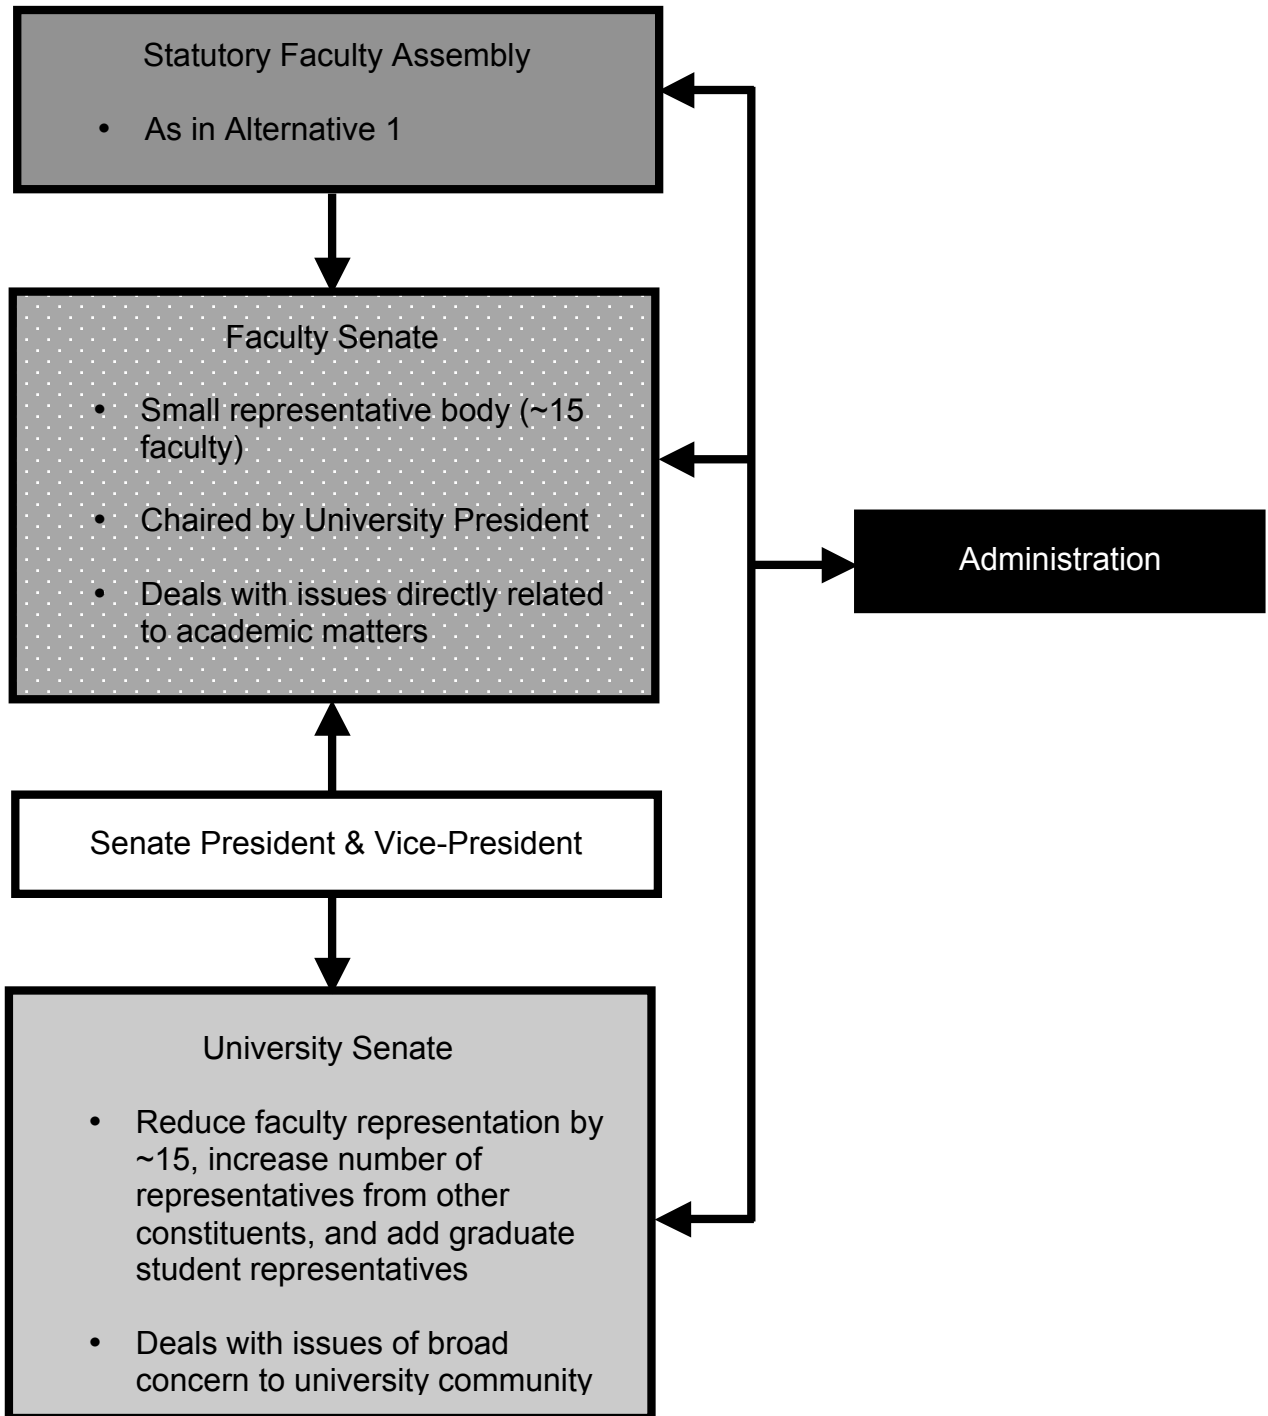 Statutory Faculty Assembly
• As in Alternative 1
Faculty Senate
• Small representative body (~15
faculty)
• Chaired by University President
• Deals with issues directly related
to academic matters
Administration
Senate President & Vice-President
University Senate
• Reduce faculty representation by
~15, increase number of
representatives from other
constituents, and add graduate
student representatives
• Deals with issues of broad
concern to university community